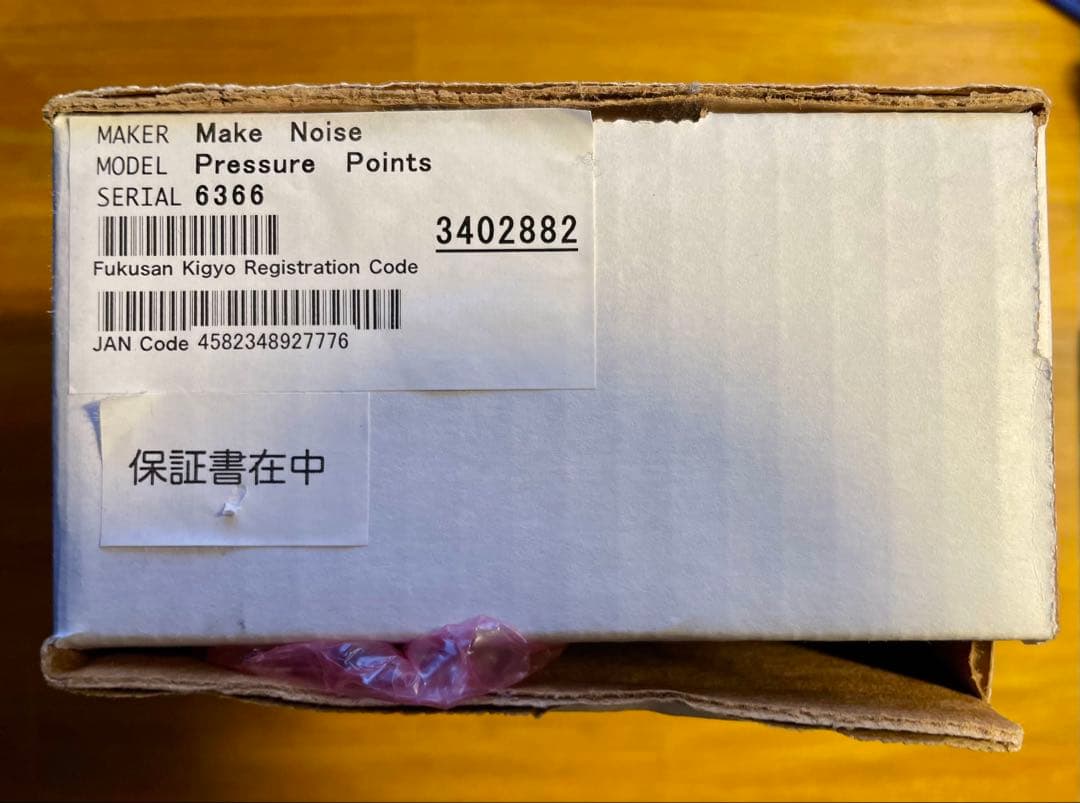 MAKER Make Noise
MODEL Pressure Points
SERIAL 6366
3402882
Fukusan Kigyo Registration Code
JAN Code 4582348927776
保証書在中